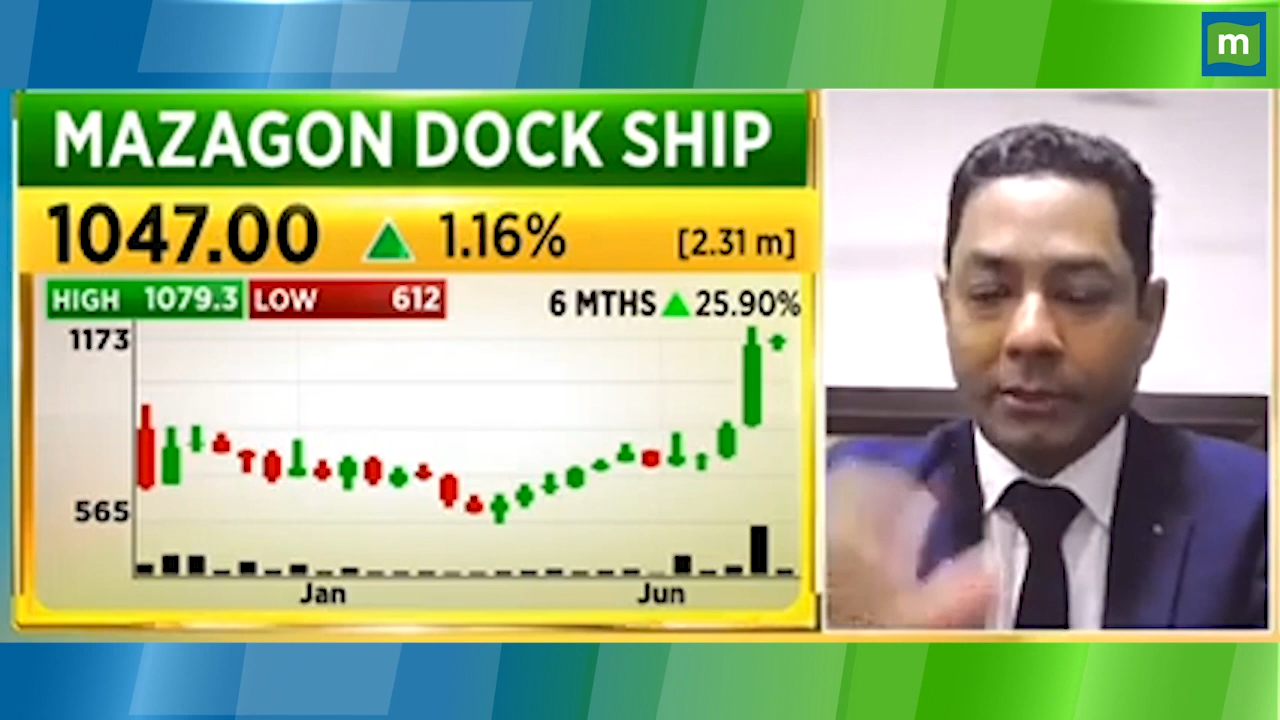 m
MAZAGON DOCK SHIP
1047.00 ▲ 1.16% [2.31 m]
HIGH 1079.3 LOW 612 6 MTHS ▲ 25.90%
1173
565
Jan Jun